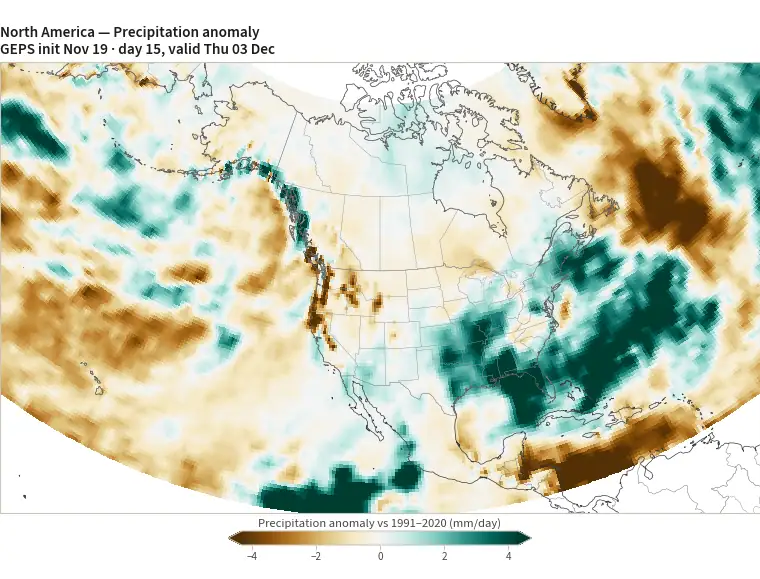 North America — Precipitation anomaly
GEPS init Nov 19 · day 15, valid Thu 03 Dec
Precipitation anomaly vs 1991–2020 (mm/day)
−4 −2 0 2 4